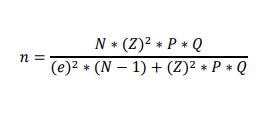 n = N ∗ (Z)² ∗ P ∗ Q / (e)² ∗ (N − 1) + (Z)² ∗ P ∗ Q